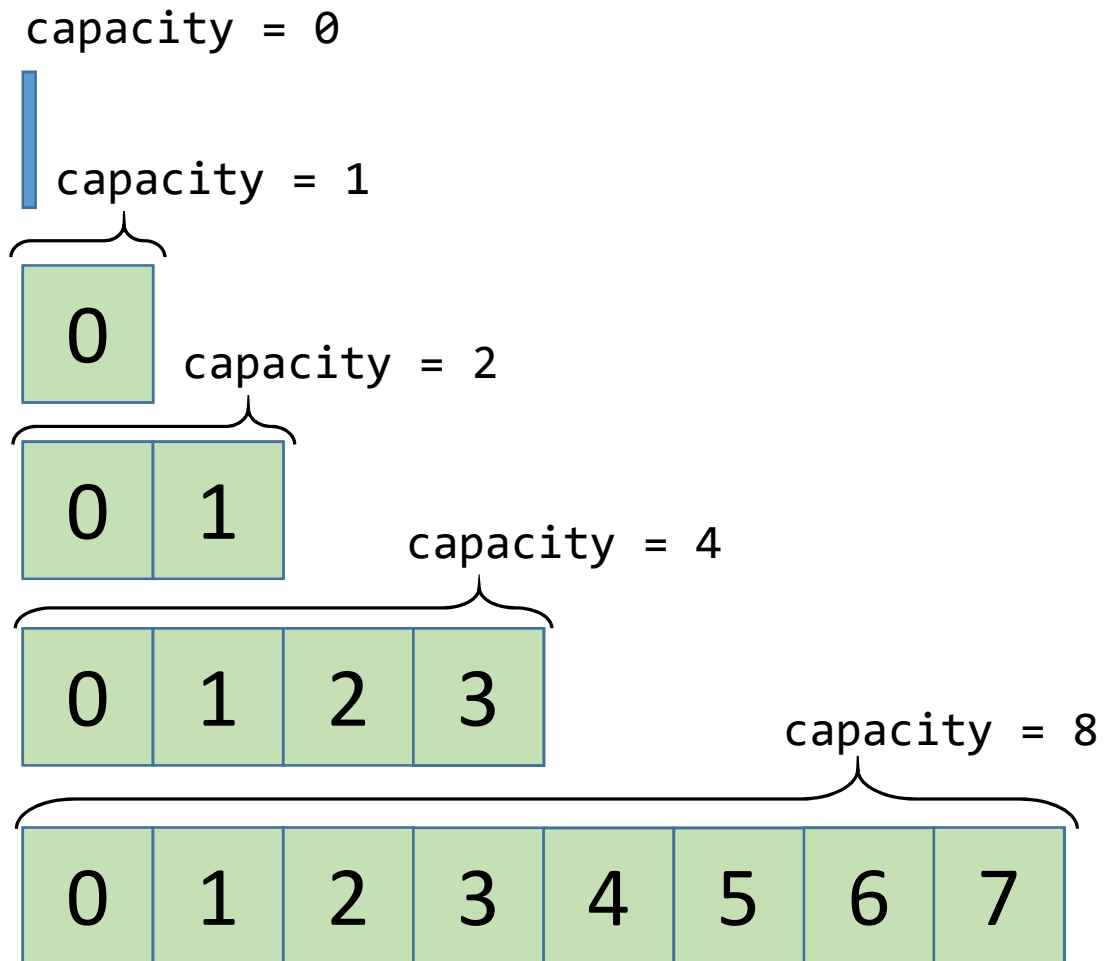 capacity = 0
capacity = 1
0
capacity = 2
0 1
capacity = 4
0 1 2 3
capacity = 8
0 1 2 3 4 5 6 7